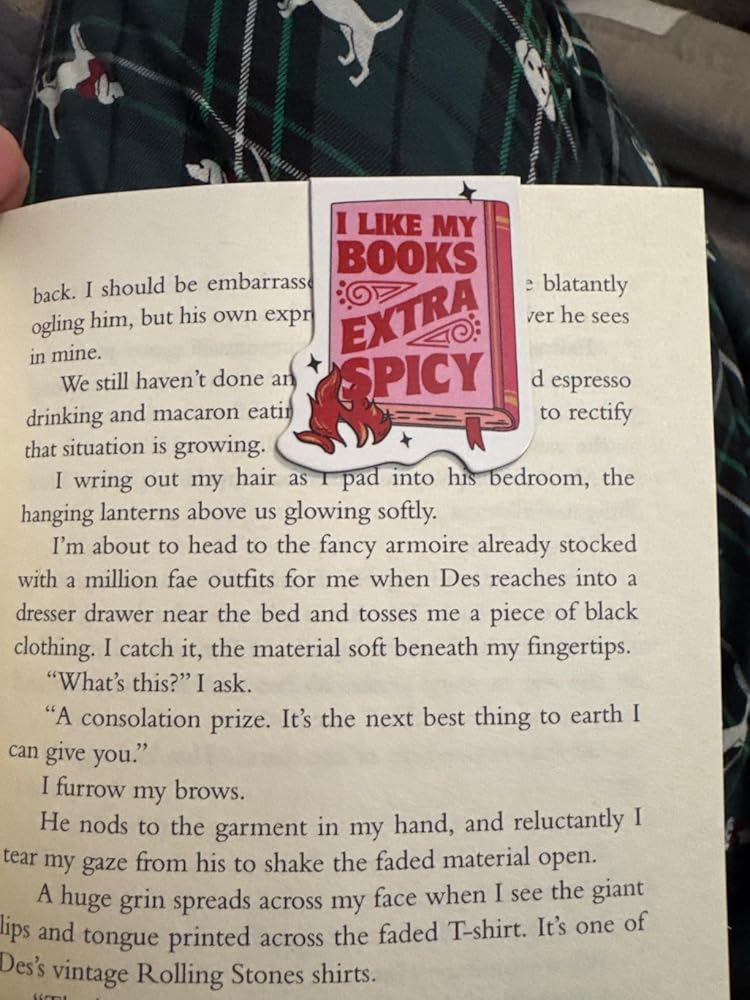 I LIKE MY
BOOKS
EXTRA
SPICY
back. I should be embarrass blatantly
ogling him, but his own expr he sees
in mine.
We still haven't done an espresso
drinking and macaron eati to rectify
that situation is growing.
I wring out my hair as I pad into his bedroom, the
hanging lanterns above us glowing softly.
I'm about to head to the fancy armoire already stocked
with a million fae outfits for me when Des reaches into a
dresser drawer near the bed and tosses me a piece of black
clothing. I catch it, the material soft beneath my fingertips.
“What's this?” I ask.
“A consolation prize. It's the next best thing to earth I
can give you.”
I furrow my brows.
He nods to the garment in my hand, and reluctantly I
tear my gaze from his to shake the faded material open.
A huge grin spreads across my face when I see the giant
lips and tongue printed across the faded T-shirt. It's one of
Des's vintage Rolling Stones shirts.